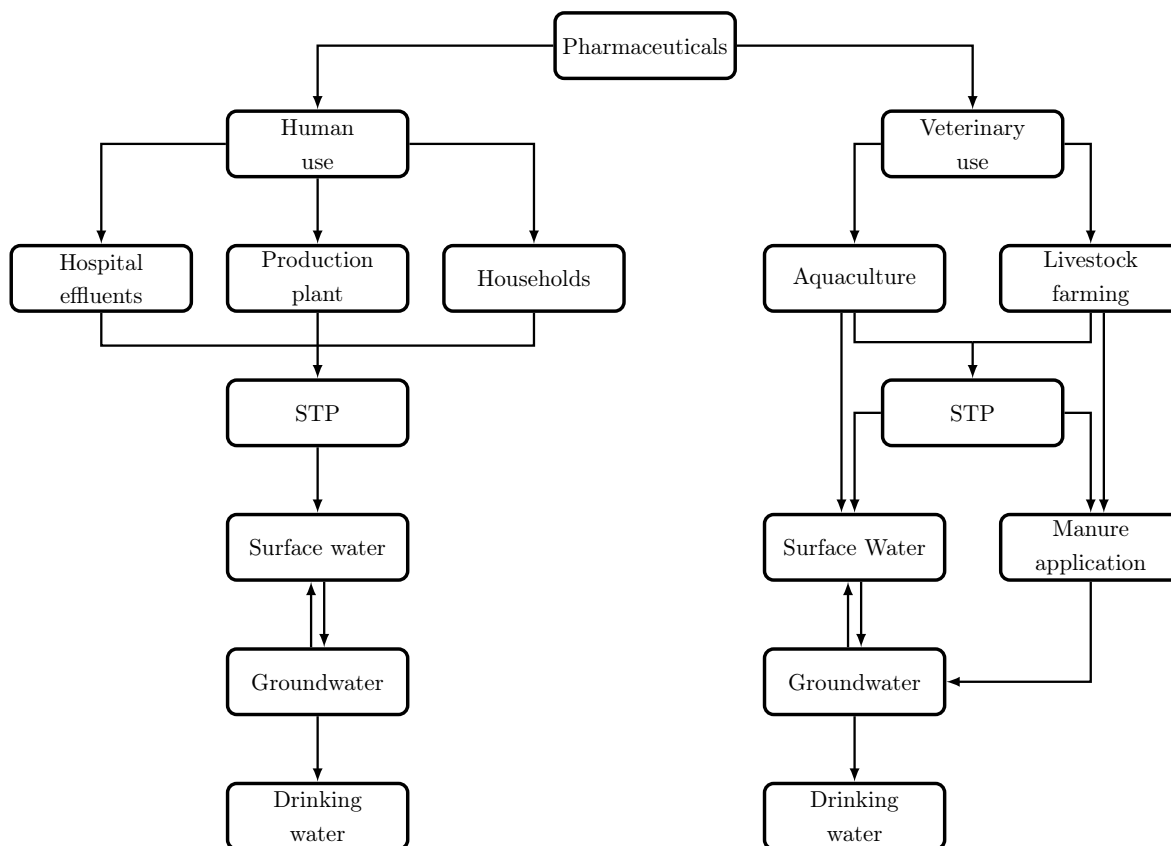 Pharmaceuticals
Human
use
Veterinary
use
Hospital
effluents
Production
plant
Households
Aquaculture
Livestock
farming
STP
STP
Surface water
Surface Water
Manure
application
Groundwater
Groundwater
Drinking
water
Drinking
water